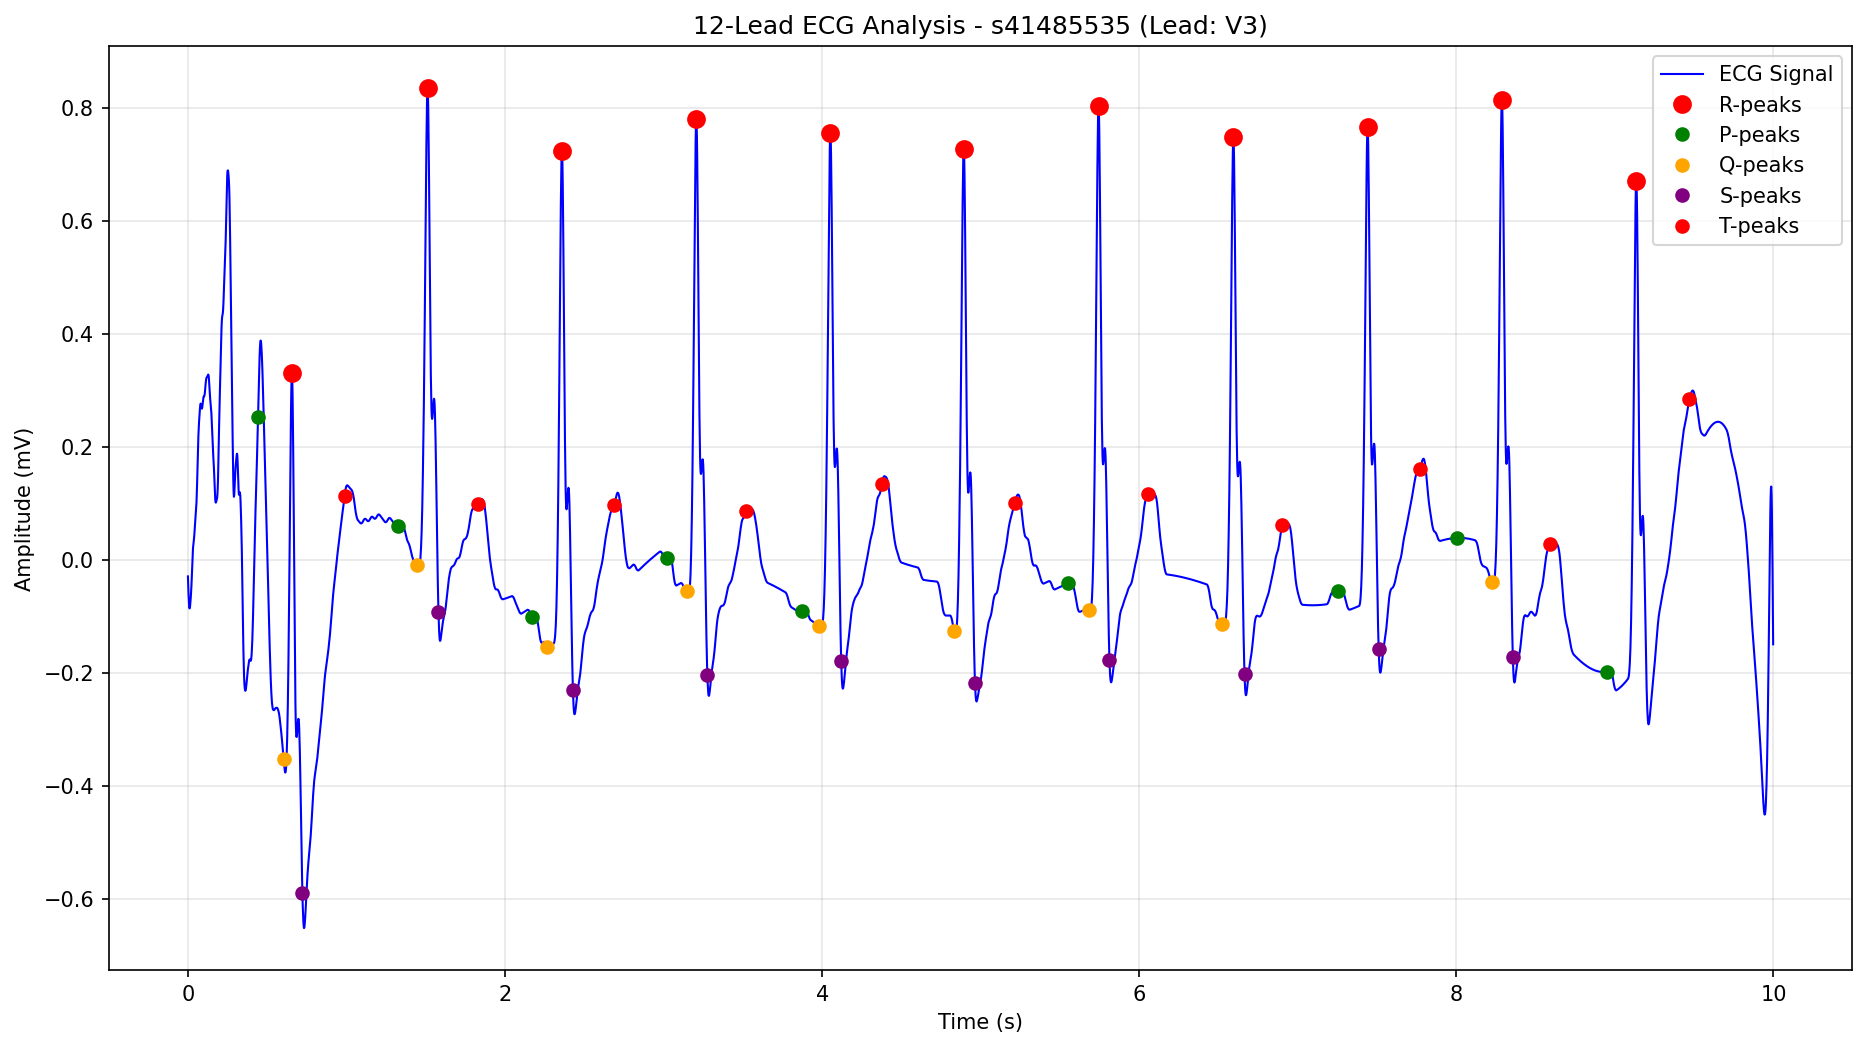 12-Lead ECG Analysis - s41485535 (Lead: V3)
ECG Signal
R-peaks
P-peaks
Q-peaks
S-peaks
T-peaks
Amplitude (mV)
0.8
0.6
0.4
0.2
0.0
−0.2
−0.4
−0.6
0 2 4 6 8 10
Time (s)